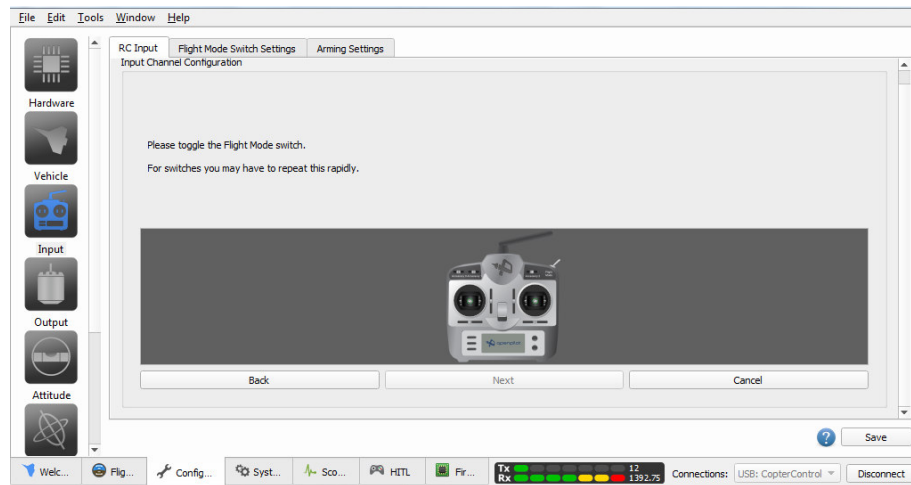 File Edit Tools Window Help
RC Input Flight Mode Switch Settings Arming Settings
Input Channel Configuration
Hardware
Please toggle the Flight Mode switch.
For switches you may have to repeat this rapidly.
Vehicle
Input
Output
Back Next Cancel
Attitude
? Save
Welc... Flig... Config... Syst... Sco... HITL Fir... Tx 12 Connections: USB: CopterControl Disconnect
Rx 1392.75